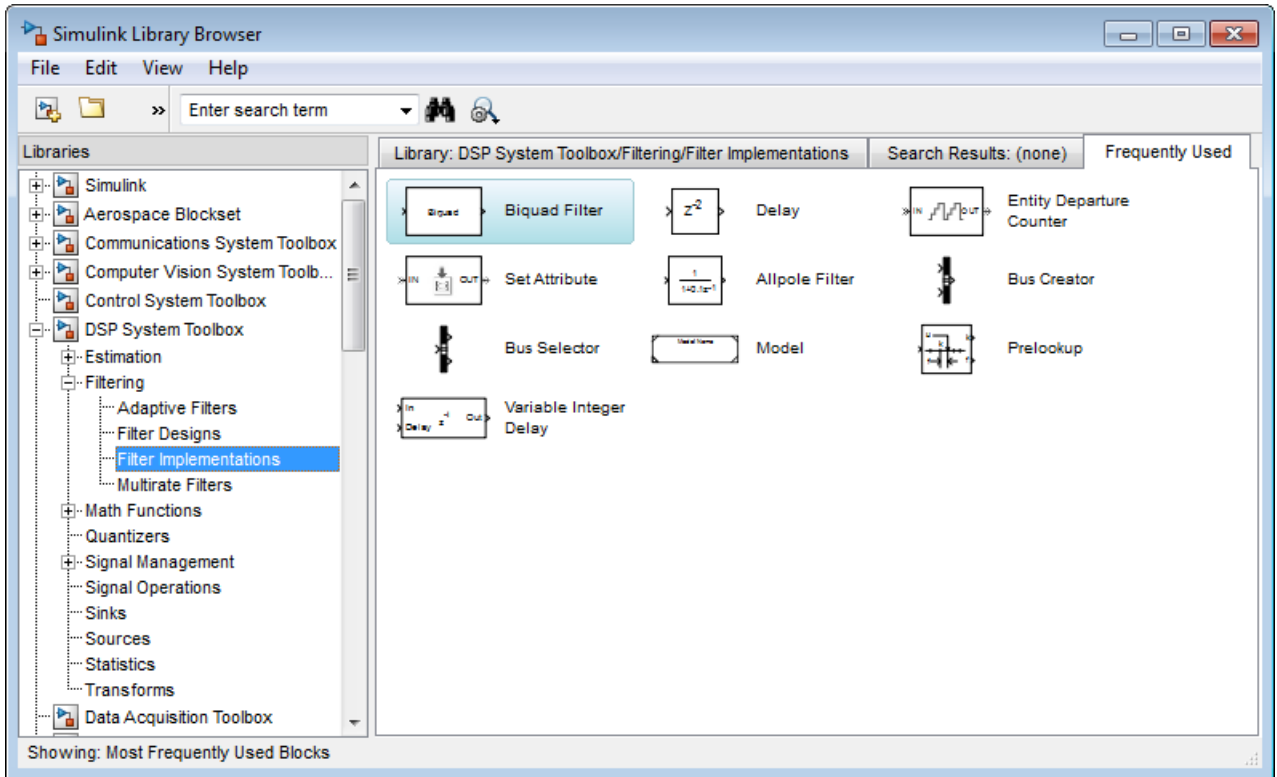 Simulink Library Browser
File Edit View Help
» Enter search term
Libraries
Library: DSP System Toolbox/Filtering/Filter Implementations
Search Results: (none)
Frequently Used
Simulink
Aerospace Blockset
Communications System Toolbox
Computer Vision System Toolb...
Control System Toolbox
DSP System Toolbox
Estimation
Filtering
Adaptive Filters
Filter Designs
Filter Implementations
Multirate Filters
Math Functions
Quantizers
Signal Management
Signal Operations
Sinks
Sources
Statistics
Transforms
Data Acquisition Toolbox
Biquad Biquad Filter
z-2 Delay
IN OUT Entity Departure
Counter
IN OUT Set Attribute
1
1+0.1z-1
Allpole Filter
Bus Creator
Bus Selector
Model Name Model
u k k f Prelookup
In Out Variable Integer
Delay z-i Delay
Showing: Most Frequently Used Blocks